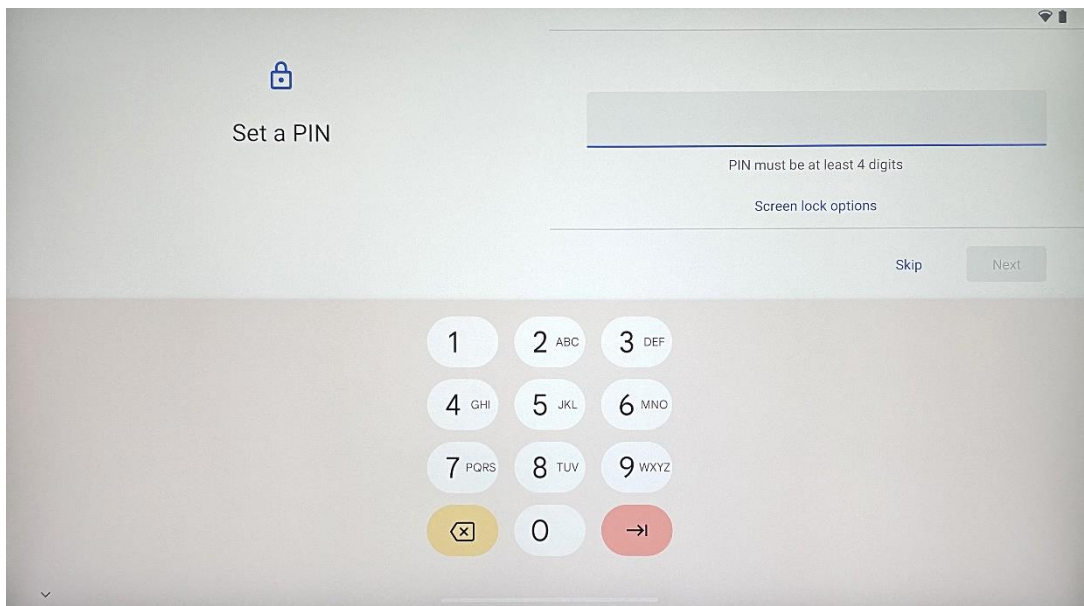 Set a PIN
PIN must be at least 4 digits
Screen lock options
Skip
Next
1
2 ABC
3 DEF
4 GHI
5 JKL
6 MNO
7 PQRS
8 TUV
9 WXYZ
0